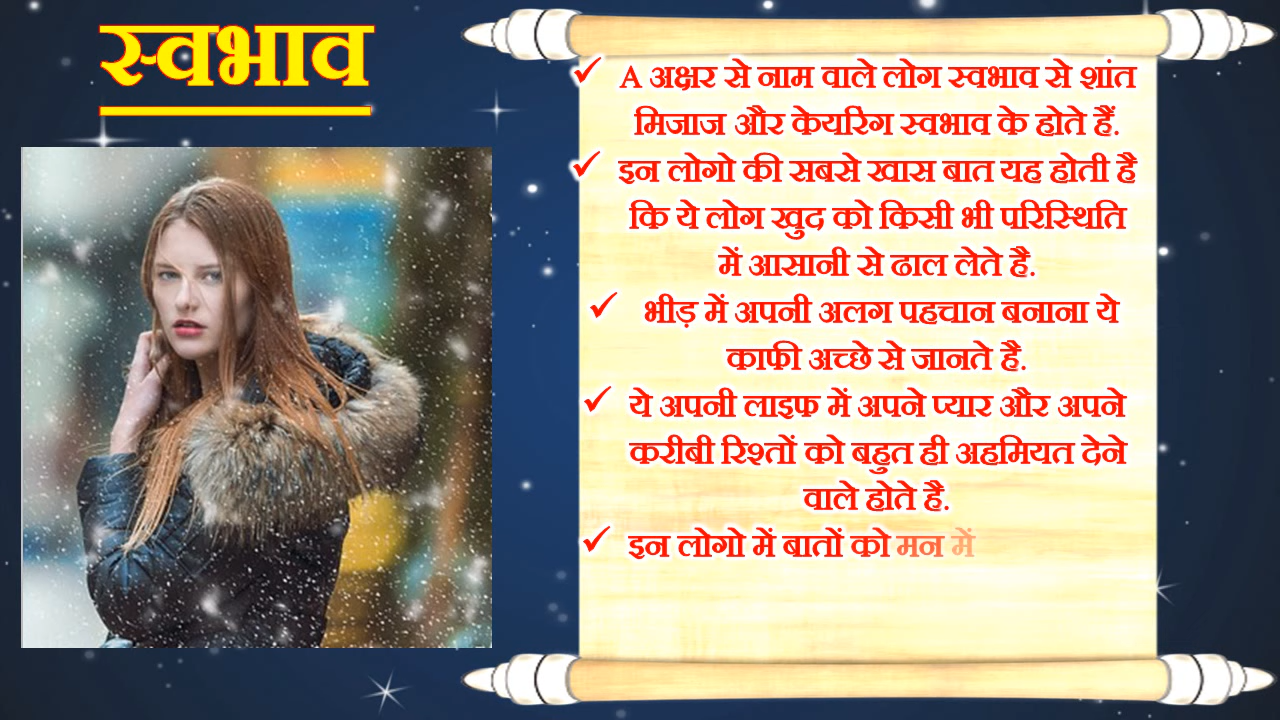 स्वभाव
✓ A अक्षर से नाम वाले लोग स्वभाव से शांत
मिजाज और केयरिंग स्वभाव के होते हैं.
✓ इन लोगो की सबसे खास बात यह होती है
कि ये लोग खुद को किसी भी परिस्थिति
में आसानी से ढाल लेते है.
✓ भीड़ में अपनी अलग पहचान बनाना ये
काफी अच्छे से जानते है.
✓ ये अपनी लाइफ में अपने प्यार और अपने
करीबी रिश्तों को बहुत ही अहमियत देने
वाले होते है.
✓ इन लोगो में बातों को मन में